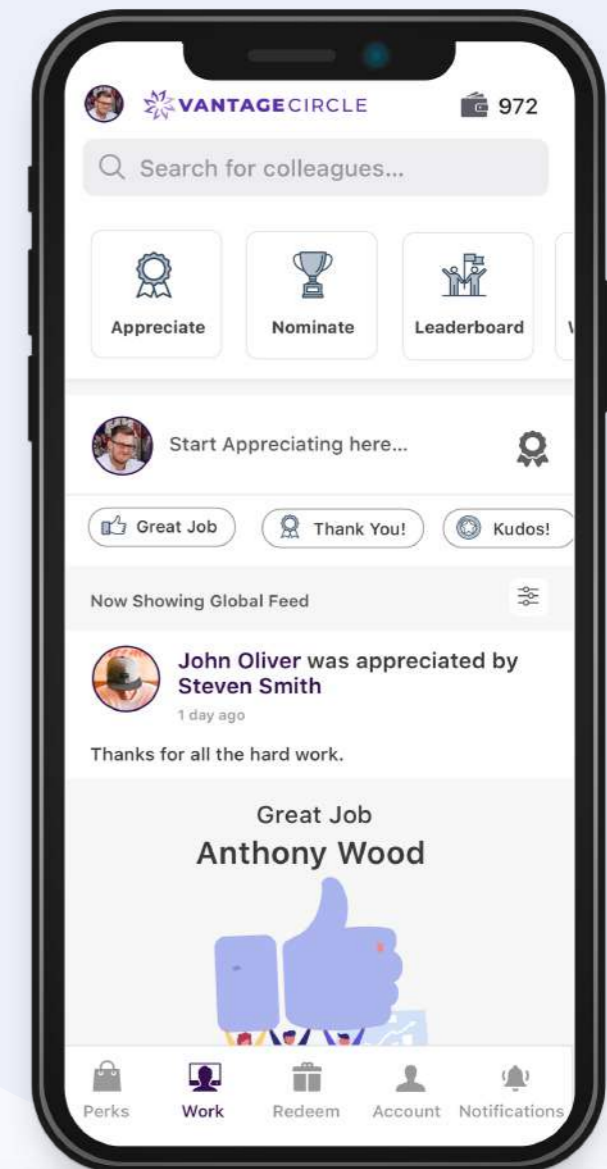 VANTAGECIRCLE
972
Search for colleagues...
Appreciate
Nominate
Leaderboard
Start Appreciating here...
Great Job
Thank You!
Kudos!
Now Showing Global Feed
John Oliver was appreciated by
Steven Smith
1 day ago
Thanks for all the hard work.
Great Job
Anthony Wood
Perks
Work
Redeem
Account
Notifications